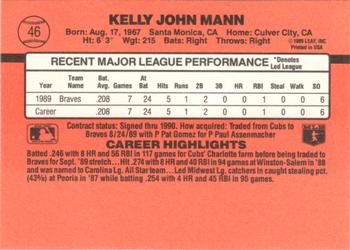 46
KELLY JOHN MANN
Born: Aug. 17, 1967 Santa Monica, CA Home: Culver City, CA
Ht: 6' 3" Wgt: 215 Bats: Right Throws: Right
© 1989 LEAF, INC.
Printed in USA
RECENT MAJOR LEAGUE PERFORMANCE *Denotes Led League
Year Team Name Bat. Avg. G AB Runs Hits 2B 3B HR RBI Steal Walk SO
1989 Braves .208 7 24 5 1 2 0 0 1 0 0 6
Career .208 7 24 5 1 2 0 0 1 0 0 6
Contract status: Signed thru 1990. How acquired: Traded from Cubs to
Braves 8/24/89 with P Pat Gomez for P Paul Assenmacher
CAREER HIGHLIGHTS
Batted .246 with 8 HR and 56 RBI in 117 games for Cubs' Charlotte farm before being traded to
Braves for Sept. '89 stretch... Hit .274 with 8 HR and 40 RBI in 94 games at Winston-Salem in '88
and was named to Carolina Lg. All Star team... Led Midwest Lg. catchers in caught stealing pct.
(43%) at Peoria in '87 while batting .254 with 4 HR and 45 RBI in 95 games.